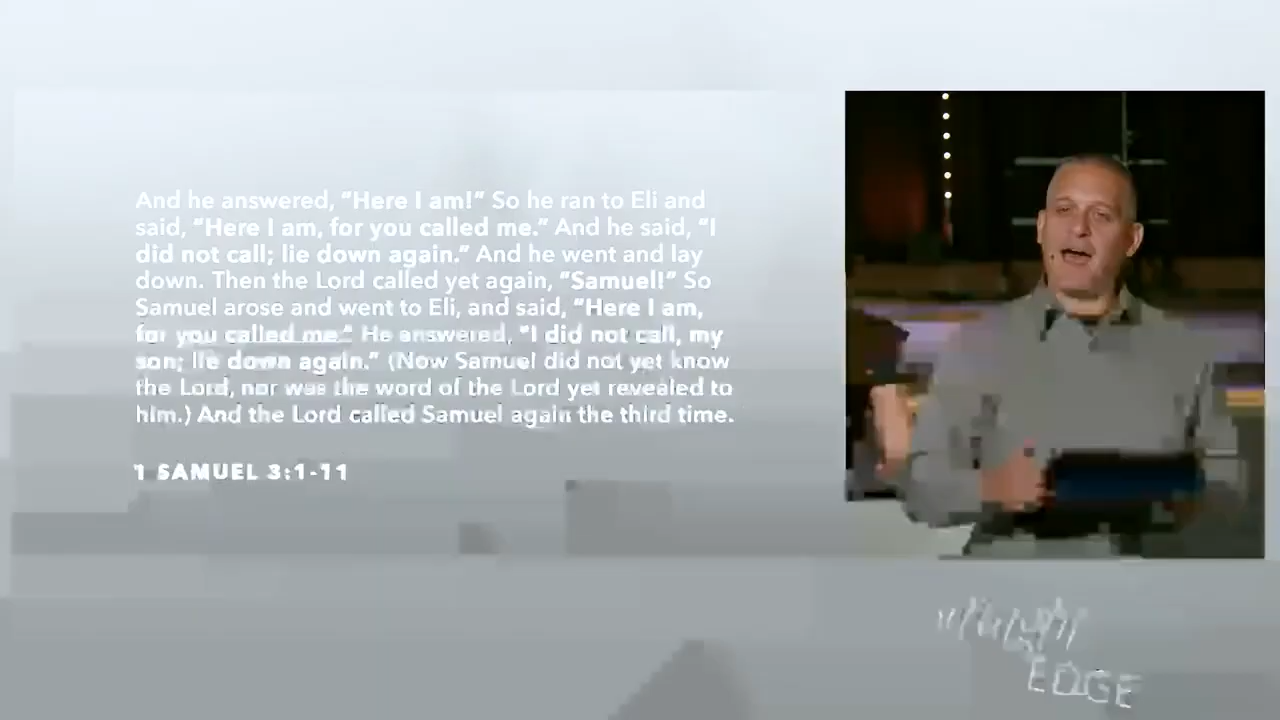 And he answered, “Here I am!” So he ran to Eli and
said, “Here I am, for you called me.” And he said, “I
did not call; lie down again.” And he went and lay
down. Then the Lord called yet again, “Samuel!” So
Samuel arose and went to Eli, and said, “Here I am,
for you called me.” He answered, “I did not call, my
son; lie down again.” (Now Samuel did not yet know
the Lord, nor was the word of the Lord yet revealed to
him.) And the Lord called Samuel again the third time.
1 SAMUEL 3:1-11
EDGE